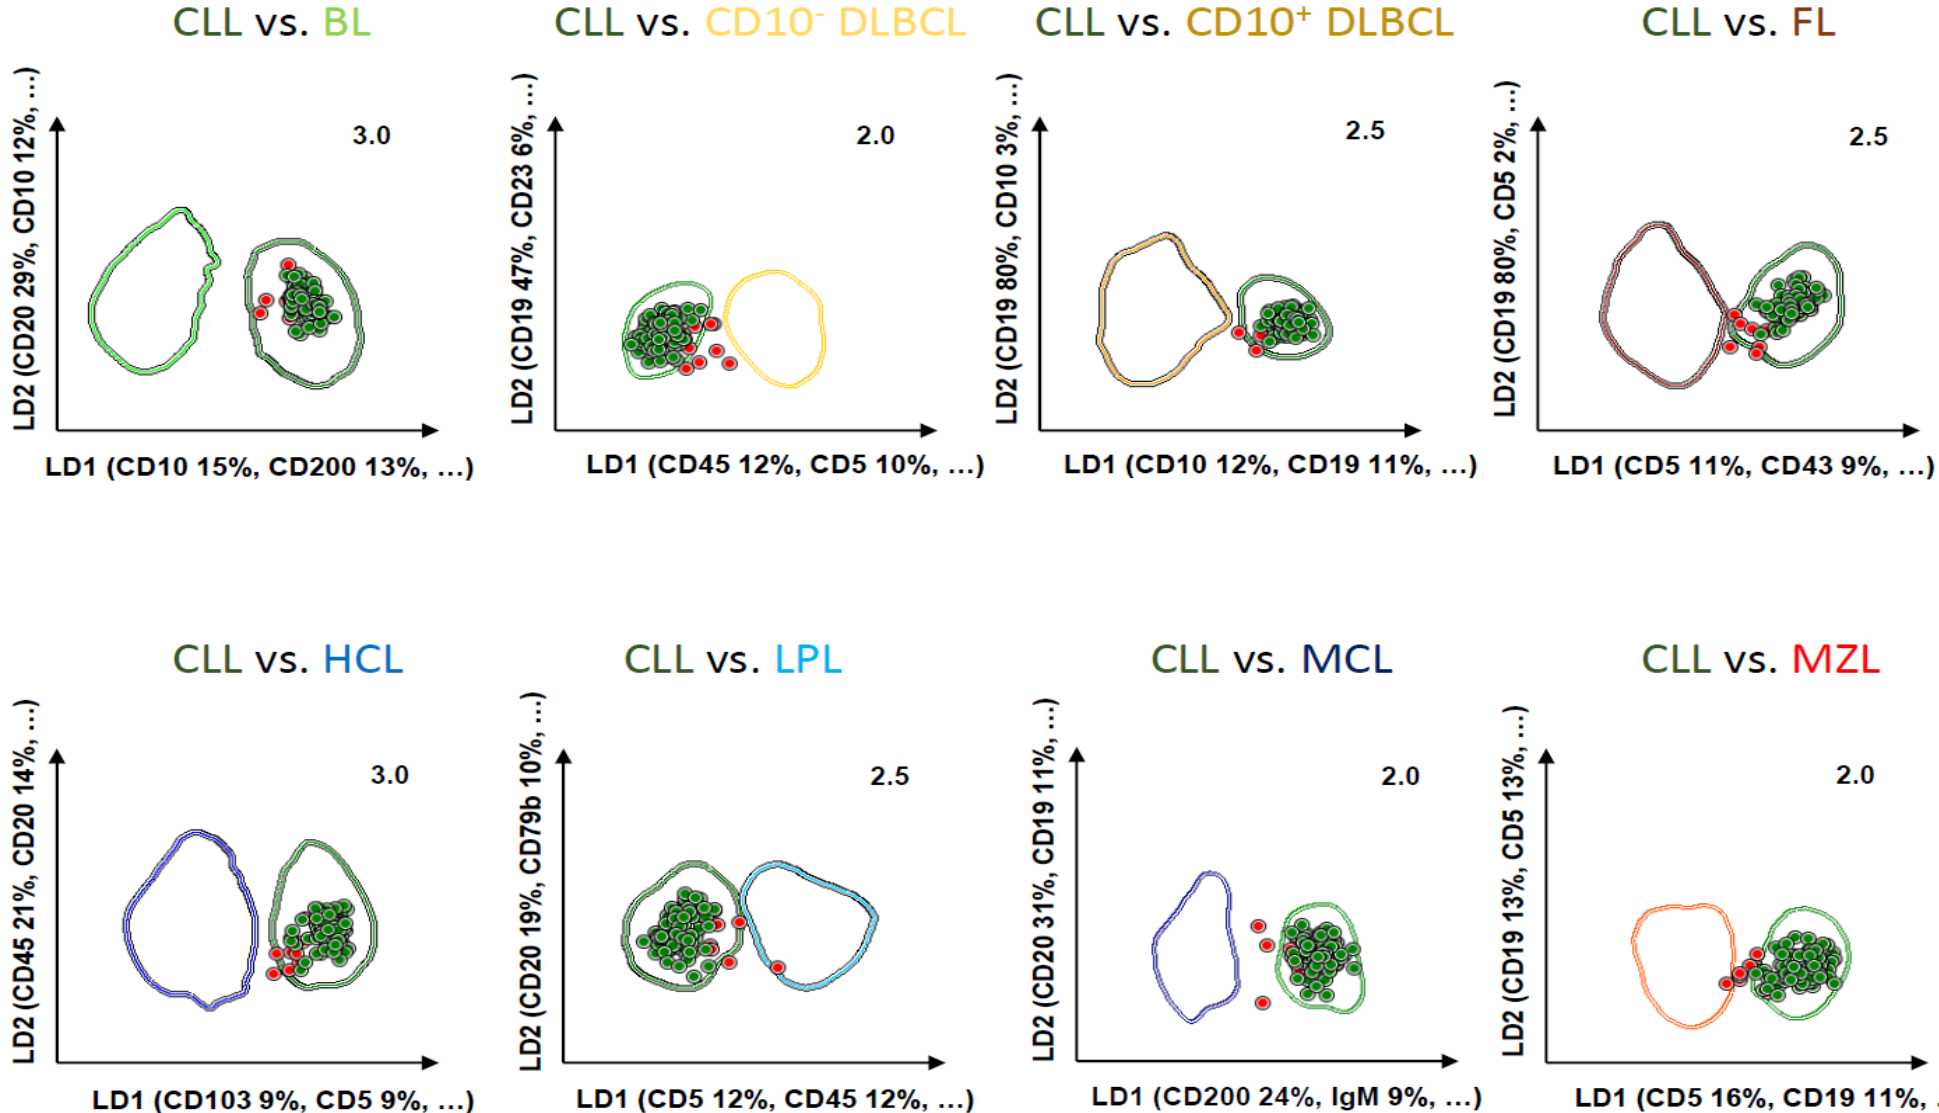 CLL vs. BL
CLL vs. CD10⁻ DLBCL
CLL vs. CD10⁺ DLBCL
CLL vs. FL
LD2 (CD20 29%, CD10 12%, ...)
3.0
LD1 (CD10 15%, CD200 13%, ...)
LD2 (CD19 47%, CD23 6%, ...)
2.0
LD1 (CD45 12%, CD5 10%, ...)
LD2 (CD19 80%, CD10 3%, ...)
2.5
LD1 (CD10 12%, CD19 11%, ...)
LD2 (CD19 80%, CD5 2%, ...)
2.5
LD1 (CD5 11%, CD43 9%, ...)
CLL vs. HCL
CLL vs. LPL
CLL vs. MCL
CLL vs. MZL
LD2 (CD45 21%, CD20 14%, ...)
3.0
LD1 (CD103 9%, CD5 9%, ...)
LD2 (CD20 19%, CD79b 10%, ...)
2.5
LD1 (CD5 12%, CD45 12%, ...)
LD2 (CD20 31%, CD19 11%, ...)
2.0
LD1 (CD200 24%, IgM 9%, ...)
LD2 (CD19 13%, CD5 13%, ...)
2.0
LD1 (CD5 16%, CD19 11%, .